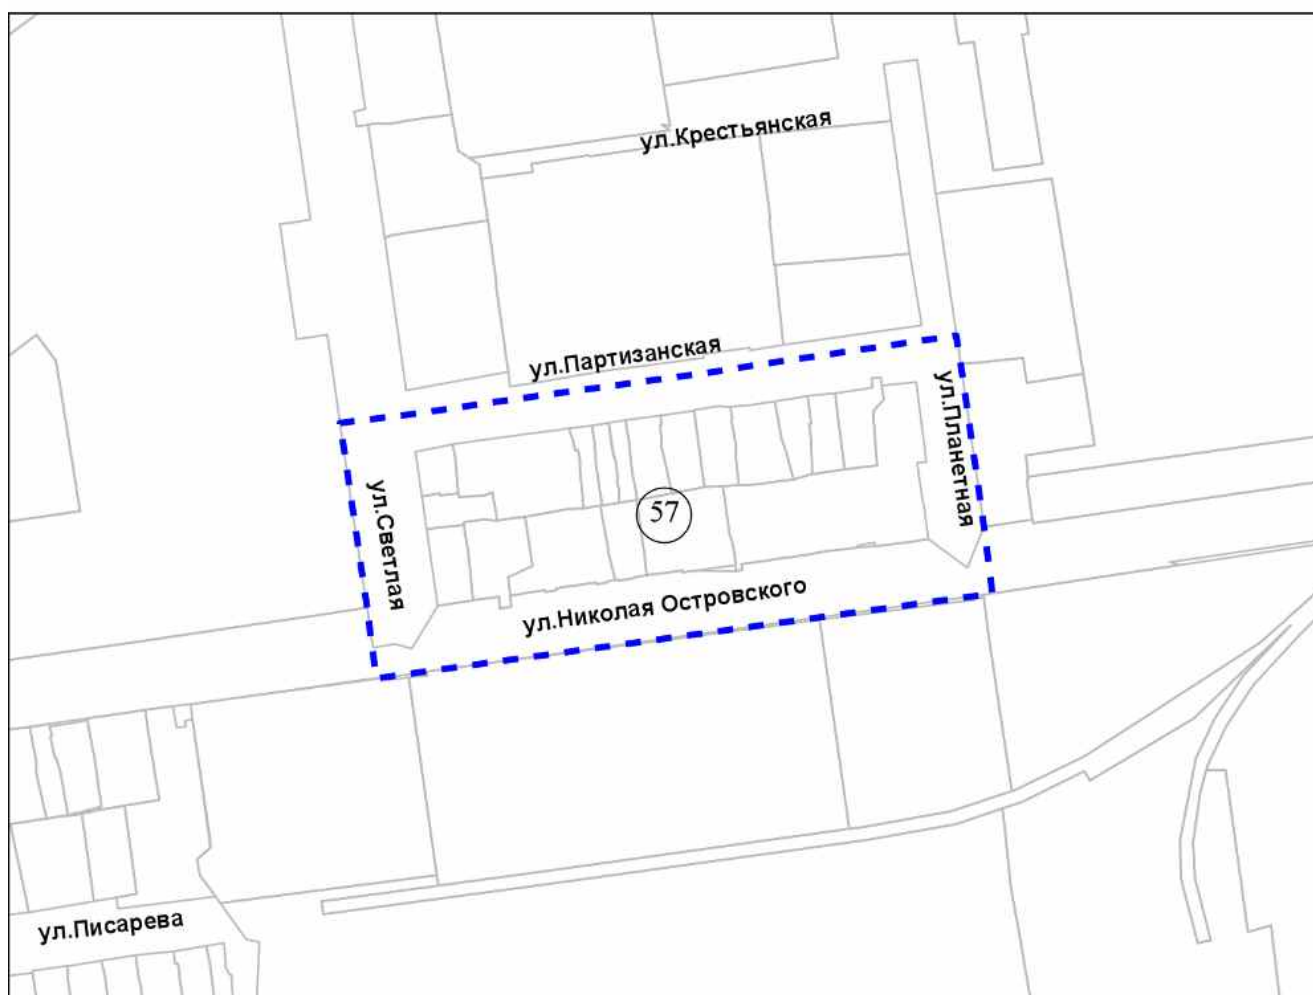 ул.Крестьянская
ул.Партизанская
ул.Планетная
ул.Светлая
57
ул.Николая Островского
ул.Писарева